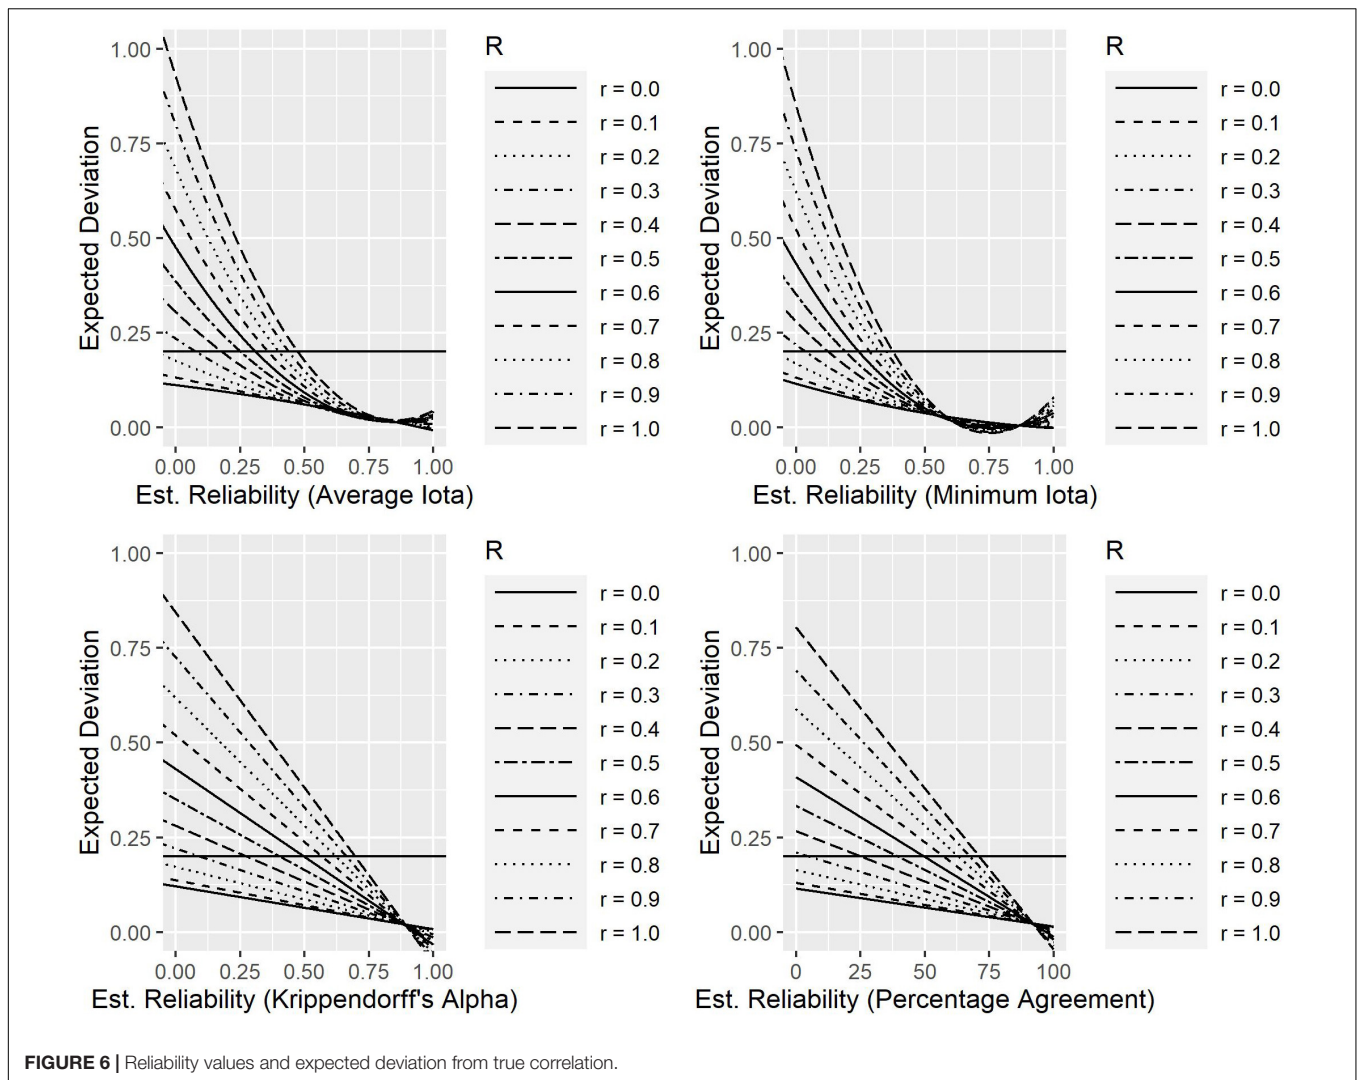 1.00
0.75
0.50
0.25
0.00
Expected Deviation
0.00 0.25 0.50 0.75 1.00
Est. Reliability (Average Iota)
R
r = 0.0
r = 0.1
r = 0.2
r = 0.3
r = 0.4
r = 0.5
r = 0.6
r = 0.7
r = 0.8
r = 0.9
r = 1.0
1.00
0.75
0.50
0.25
0.00
Expected Deviation
0.00 0.25 0.50 0.75 1.00
Est. Reliability (Minimum Iota)
R
r = 0.0
r = 0.1
r = 0.2
r = 0.3
r = 0.4
r = 0.5
r = 0.6
r = 0.7
r = 0.8
r = 0.9
r = 1.0
1.00
0.75
0.50
0.25
0.00
Expected Deviation
0.00 0.25 0.50 0.75 1.00
Est. Reliability (Krippendorff's Alpha)
R
r = 0.0
r = 0.1
r = 0.2
r = 0.3
r = 0.4
r = 0.5
r = 0.6
r = 0.7
r = 0.8
r = 0.9
r = 1.0
1.00
0.75
0.50
0.25
0.00
Expected Deviation
0 25 50 75 100
Est. Reliability (Percentage Agreement)
R
r = 0.0
r = 0.1
r = 0.2
r = 0.3
r = 0.4
r = 0.5
r = 0.6
r = 0.7
r = 0.8
r = 0.9
r = 1.0
FIGURE 6 | Reliability values and expected deviation from true correlation.